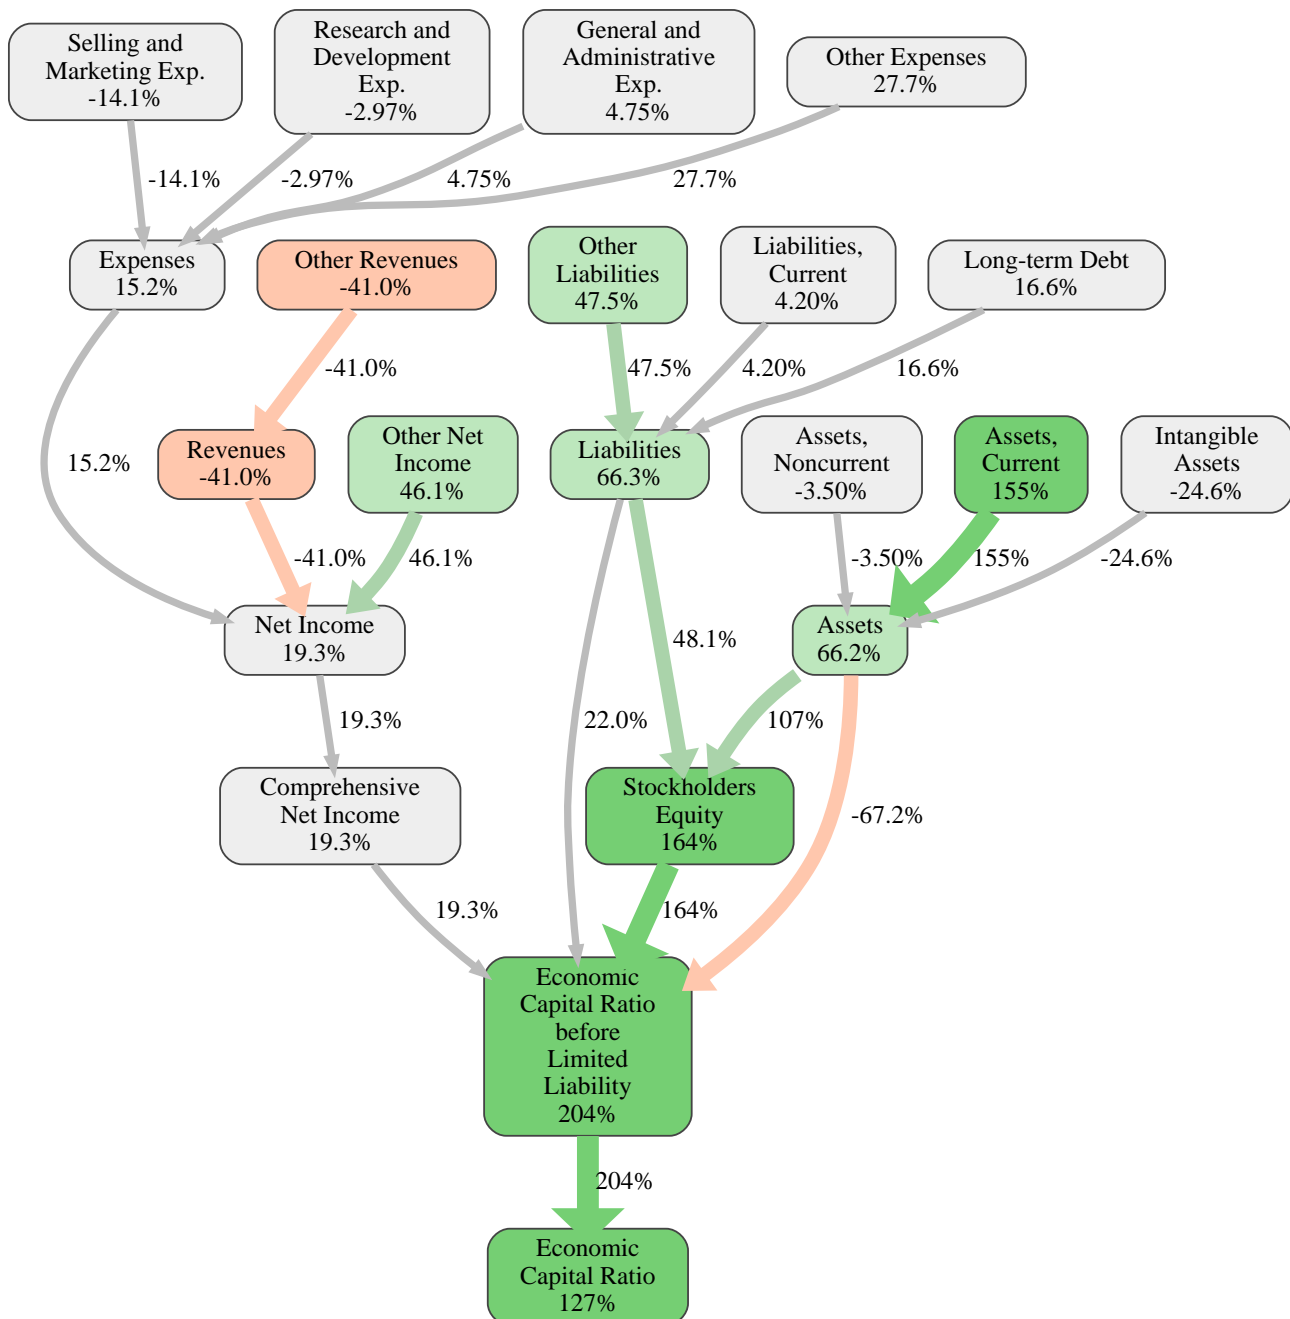 Selling and
Marketing Exp.
-14.1%
Research and
Development
Exp.
-2.97%
General and
Administrative
Exp.
4.75%
Other Expenses
27.7%
-14.1%
-2.97%
4.75%
27.7%
Expenses
15.2%
Other Revenues
-41.0%
Other
Liabilities
47.5%
Liabilities,
Current
4.20%
Long-term Debt
16.6%
-41.0%
47.5%
4.20%
16.6%
15.2%
Revenues
-41.0%
Other Net
Income
46.1%
Liabilities
66.3%
Assets,
Noncurrent
-3.50%
Assets,
Current
155%
Intangible
Assets
-24.6%
-41.0%
46.1%
-3.50%
155%
-24.6%
Net Income
19.3%
48.1%
Assets
66.2%
19.3%
22.0%
107%
Comprehensive
Net Income
19.3%
Stockholders
Equity
164%
-67.2%
19.3%
164%
Economic
Capital Ratio
before
Limited
Liability
204%
204%
Economic
Capital Ratio
127%